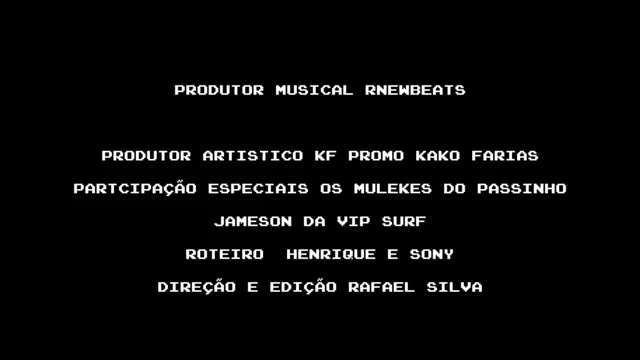 PRODUTOR MUSICAL RNEWBEATS
PRODUTOR ARTISTICO KF PROMO KAKO FARIAS
PARTCIPAÇÃO ESPECIAIS OS MULEKES DO PASSINHO
JAMESON DA VIP SURF
ROTEIRO HENRIQUE E SONY
DIREÇÃO E EDIÇÃO RAFAEL SILVA